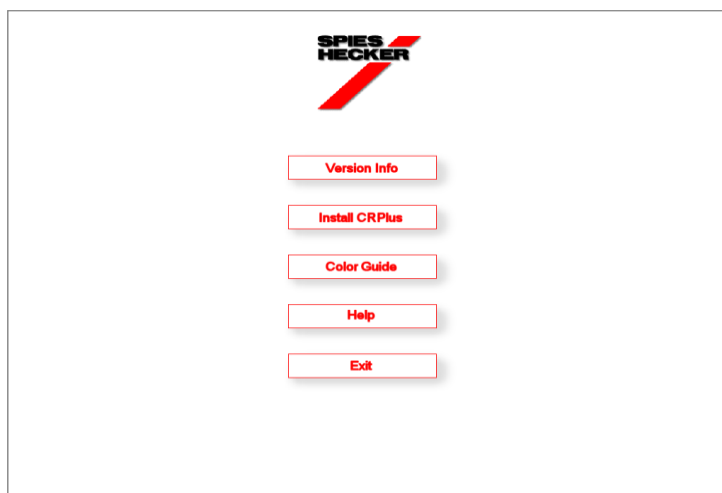 SPIES
HECKER
Version Info
Install CRPlus
Color Guide
Help
Exit